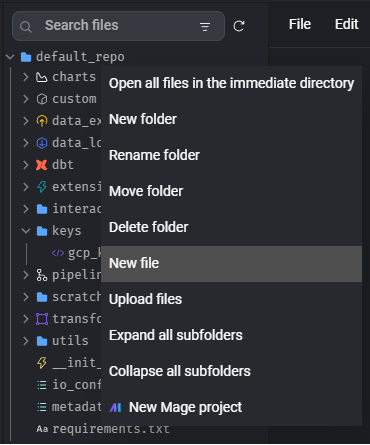 Search files
File Edit
default_repo
charts
custom
data_ex
data_lo
dbt
extensi
interac
keys
gcp_k
pipelin
scratch
transfo
utils
__init_
io_conf
metadat
requirements.txt
Open all files in the immediate directory
New folder
Rename folder
Move folder
Delete folder
New file
Upload files
Expand all subfolders
Collapse all subfolders
New Mage project